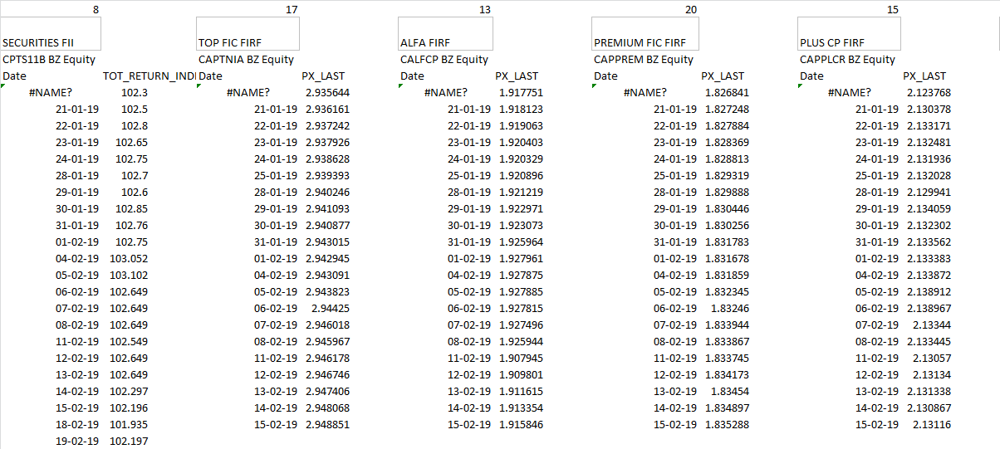 8 17 13 20 15
SECURITIES FII TOP FIC FIRF ALFA FIRF PREMIUM FIC FIRF PLUS CP FIRF
CPTS11B BZ Equity CAPTNIA BZ Equity CALFCP BZ Equity CAPPREM BZ Equity CAPPLCR BZ Equity
Date TOT_RETURN_INDI Date PX_LAST Date PX_LAST Date PX_LAST Date PX_LAST
#NAME? 102.3 #NAME? 2.935644 #NAME? 1.917751 #NAME? 1.826841 #NAME? 2.123768
21-01-19 102.5 21-01-19 2.936161 21-01-19 1.918123 21-01-19 1.827248 21-01-19 2.130378
22-01-19 102.8 22-01-19 2.937242 22-01-19 1.919063 22-01-19 1.827884 22-01-19 2.133171
23-01-19 102.65 23-01-19 2.937926 23-01-19 1.920403 23-01-19 1.828369 23-01-19 2.132481
24-01-19 102.75 24-01-19 2.938628 24-01-19 1.920329 24-01-19 1.828813 24-01-19 2.131936
28-01-19 102.7 25-01-19 2.939393 25-01-19 1.920896 25-01-19 1.829319 25-01-19 2.132028
29-01-19 102.6 28-01-19 2.940246 28-01-19 1.921219 28-01-19 1.829888 28-01-19 2.129941
30-01-19 102.85 29-01-19 2.941093 29-01-19 1.922971 29-01-19 1.830446 29-01-19 2.134059
31-01-19 102.76 30-01-19 2.940877 30-01-19 1.923073 30-01-19 1.830256 30-01-19 2.132302
01-02-19 102.75 31-01-19 2.943015 31-01-19 1.925964 31-01-19 1.831783 31-01-19 2.133562
04-02-19 103.052 01-02-19 2.942945 01-02-19 1.927961 01-02-19 1.831678 01-02-19 2.133383
05-02-19 103.102 04-02-19 2.943091 04-02-19 1.927875 04-02-19 1.831859 04-02-19 2.133872
06-02-19 102.649 05-02-19 2.943823 05-02-19 1.927885 05-02-19 1.832345 05-02-19 2.138912
07-02-19 102.649 06-02-19 2.94425 06-02-19 1.927815 06-02-19 1.83246 06-02-19 2.138967
08-02-19 102.649 07-02-19 2.946018 07-02-19 1.927496 07-02-19 1.833944 07-02-19 2.13344
11-02-19 102.549 08-02-19 2.945967 08-02-19 1.925944 08-02-19 1.833867 08-02-19 2.133445
12-02-19 102.649 11-02-19 2.946178 11-02-19 1.907945 11-02-19 1.833745 11-02-19 2.13057
13-02-19 102.649 12-02-19 2.946746 12-02-19 1.909801 12-02-19 1.834173 12-02-19 2.13134
14-02-19 102.297 13-02-19 2.947406 13-02-19 1.911615 13-02-19 1.83454 13-02-19 2.131338
15-02-19 102.196 14-02-19 2.948068 14-02-19 1.913354 14-02-19 1.834897 14-02-19 2.130867
18-02-19 101.935 15-02-19 2.948851 15-02-19 1.915846 15-02-19 1.835288 15-02-19 2.13116
19-02-19 102.197